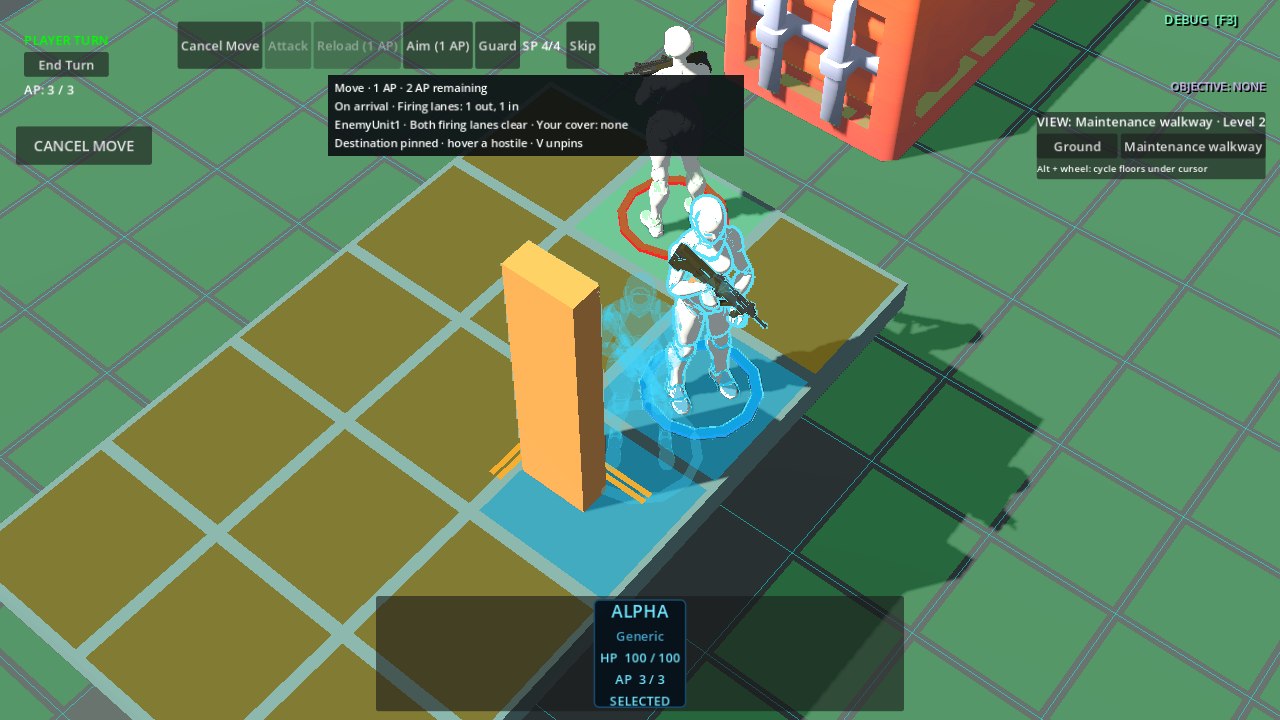 PLAYER TURN
End Turn
AP: 3 / 3
CANCEL MOVE
Cancel Move
Attack
Reload (1 AP)
Aim (1 AP)
Guard
SP 4/4
Skip
Move · 1 AP · 2 AP remaining
On arrival · Firing lanes: 1 out, 1 in
EnemyUnit1 · Both firing lanes clear · Your cover: none
Destination pinned · hover a hostile · V unpins
DEBUG [F3]
OBJECTIVE: NONE
VIEW: Maintenance walkway · Level 2
Ground
Maintenance walkway
Alt + wheel: cycle floors under cursor
ALPHA
Generic
HP 100 / 100
AP 3 / 3
SELECTED